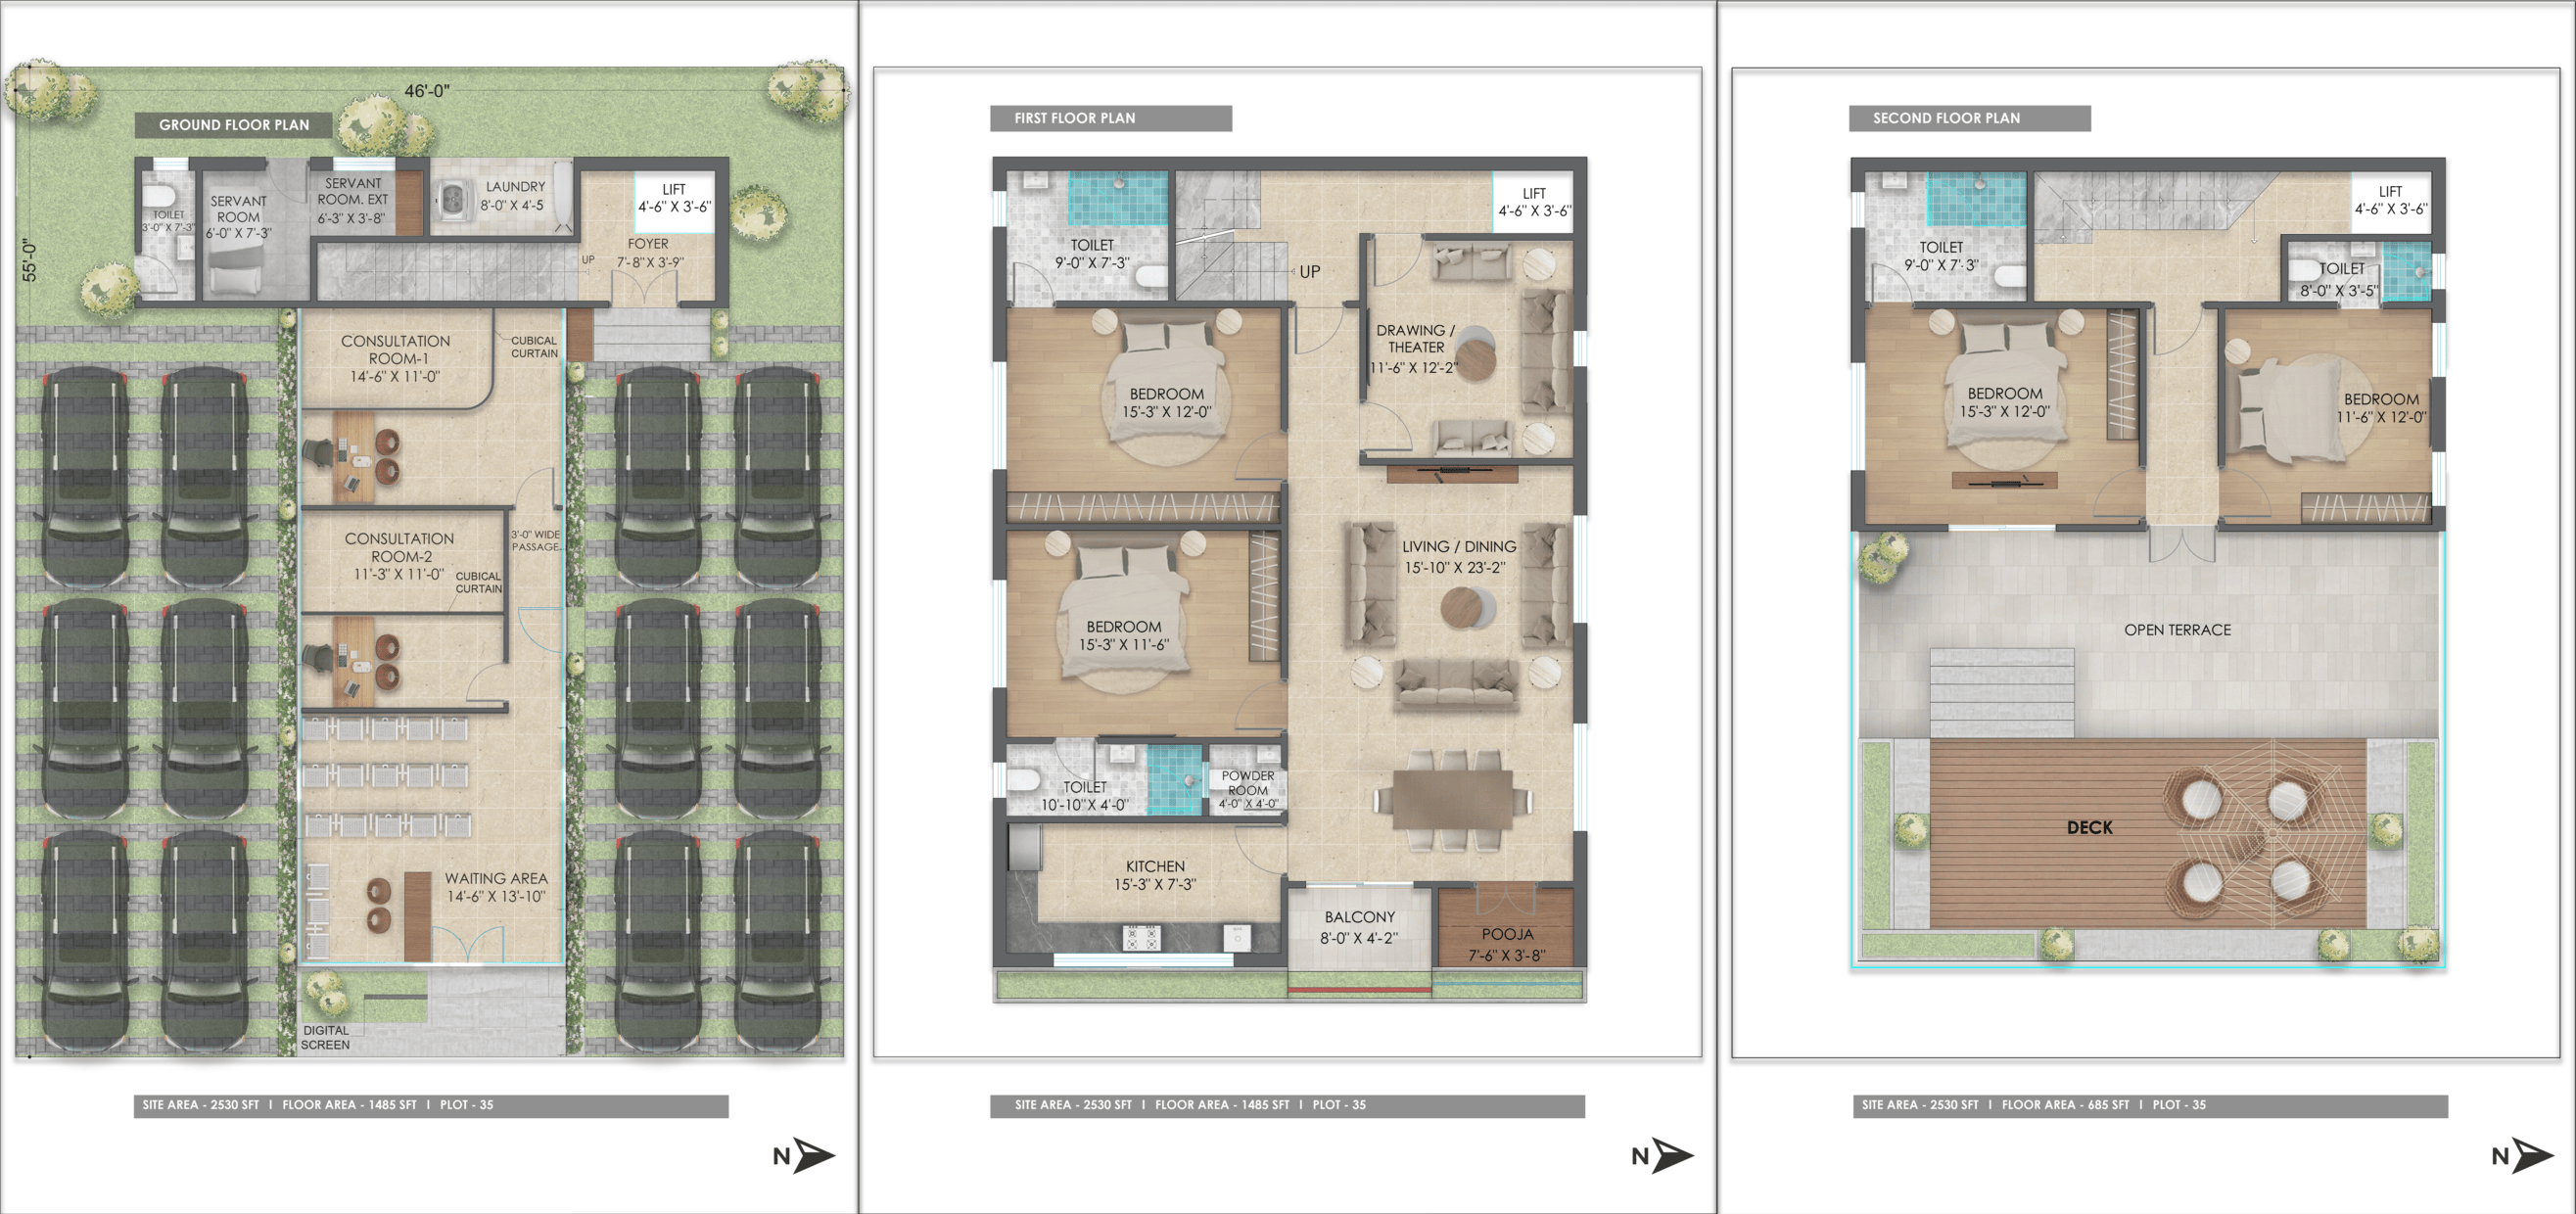 46'-0"
55'-0"
GROUND FLOOR PLAN
TOILET
3'-0" X 7'-3"
SERVANT
ROOM
6'-0" X 7'-3"
SERVANT
ROOM. EXT
6'-3" X 3'-8"
LAUNDRY
8'-0" X 4'-5
LIFT
4'-6" X 3'-6"
FOYER
7'-8" X 3'-9"
UP
CONSULTATION
ROOM-1
14'-6" X 11'-0"
CUBICAL
CURTAIN
CONSULTATION
ROOM-2
11'-3" X 11'-0"
CUBICAL
CURTAIN
3'-0" WIDE
PASSAGE
WAITING AREA
14'-6" X 13'-10"
DIGITAL
SCREEN
SITE AREA - 2530 SFT I FLOOR AREA - 1485 SFT I PLOT - 35
N
FIRST FLOOR PLAN
TOILET
9'-0" X 7'-3"
UP
LIFT
4'-6" X 3'-6"
DRAWING /
THEATER
11'-6" X 12'-2"
BEDROOM
15'-3" X 12'-0"
LIVING / DINING
15'-10" X 23'-2"
BEDROOM
15'-3" X 11'-6"
TOILET
10'-10" X 4'-0"
POWDER
ROOM
4'-0" X 4'-0"
KITCHEN
15'-3" X 7'-3"
BALCONY
8'-0" X 4'-2"
POOJA
7'-6" X 3'-8"
SITE AREA - 2530 SFT I FLOOR AREA - 1485 SFT I PLOT - 35
N
SECOND FLOOR PLAN
TOILET
9'-0" X 7'-3"
LIFT
4'-6" X 3'-6"
TOILET
8'-0" X 3'-5"
BEDROOM
15'-3" X 12'-0"
BEDROOM
11'-6" X 12'-0"
OPEN TERRACE
DECK
SITE AREA - 2530 SFT I FLOOR AREA - 685 SFT I PLOT - 35
N